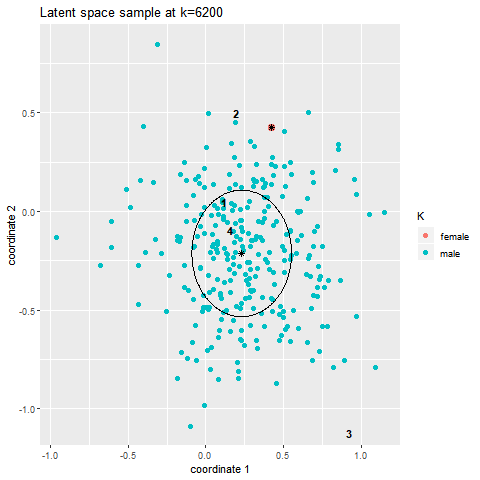 Latent space sample at k=6200
coordinate 2
0.5
0.0
-0.5
-1.0
2
1
4
3
-1.0 -0.5 0.0 0.5 1.0
coordinate 1
K
female
male